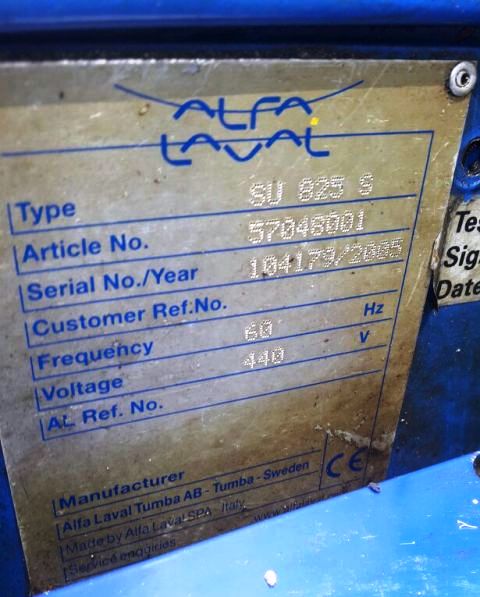 ALFA
LAVAL
Type SU 825 S
Article No. 57048001
Serial No./Year 104179/2005
Customer Ref.No.
Frequency 60 Hz
Voltage 440 V
AL Ref. No.
Manufacturer
Alfa Laval Tumba AB - Tumba - Sweden
CE
Made by Alfa Laval SPA - Italy
Service enquiries
Date